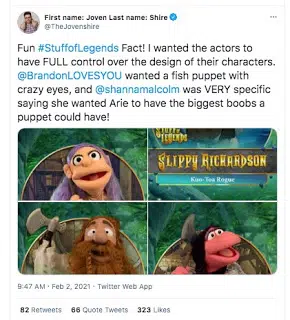 First name: Joven Last name: Shire
@TheJovenshire
Fun #StuffofLegends Fact! I wanted the actors to
have FULL control over the design of their characters.
@BrandonLOVESYOU wanted a fish puppet with
crazy eyes, and @shannamalcolm was VERY specific
saying she wanted Arie to have the biggest boobs a
puppet could have!
STUFF OF
LEGENDS
SLIPPY RICHARDSON
Kuo-Toa Rogue
9:47 AM · Feb 2, 2021 · Twitter Web App
82 Retweets 66 Quote Tweets 323 Likes